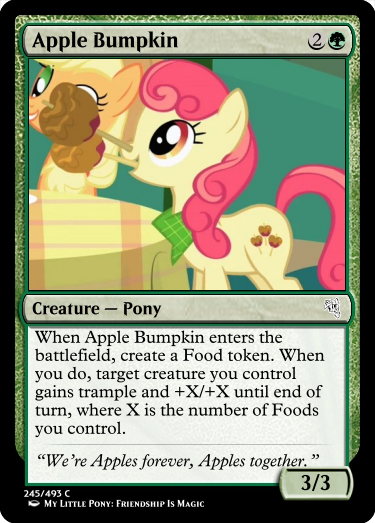 Apple Bumpkin 2
Creature — Pony
When Apple Bumpkin enters the
battlefield, create a Food token. When
you do, target creature you control
gains trample and +X/+X until end of
turn, where X is the number of Foods
you control.
“We’re Apples forever, Apples together.”
3/3
245/493 C
My Little Pony: Friendship Is Magic